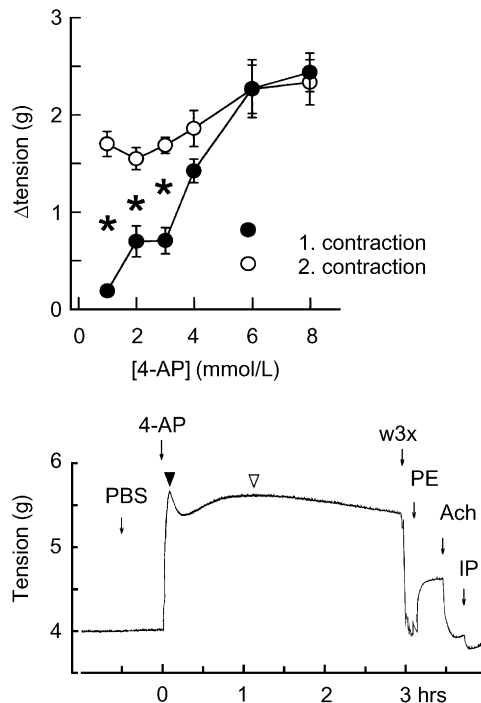 3
2
1
0
Δtension (g)
*
*
*
1. contraction
2. contraction
0 2 4 6 8
[4-AP] (mmol/L)
4-AP
w3x
6
PBS
PE
Ach
IP
5
4
Tension (g)
0 1 2 3 hrs